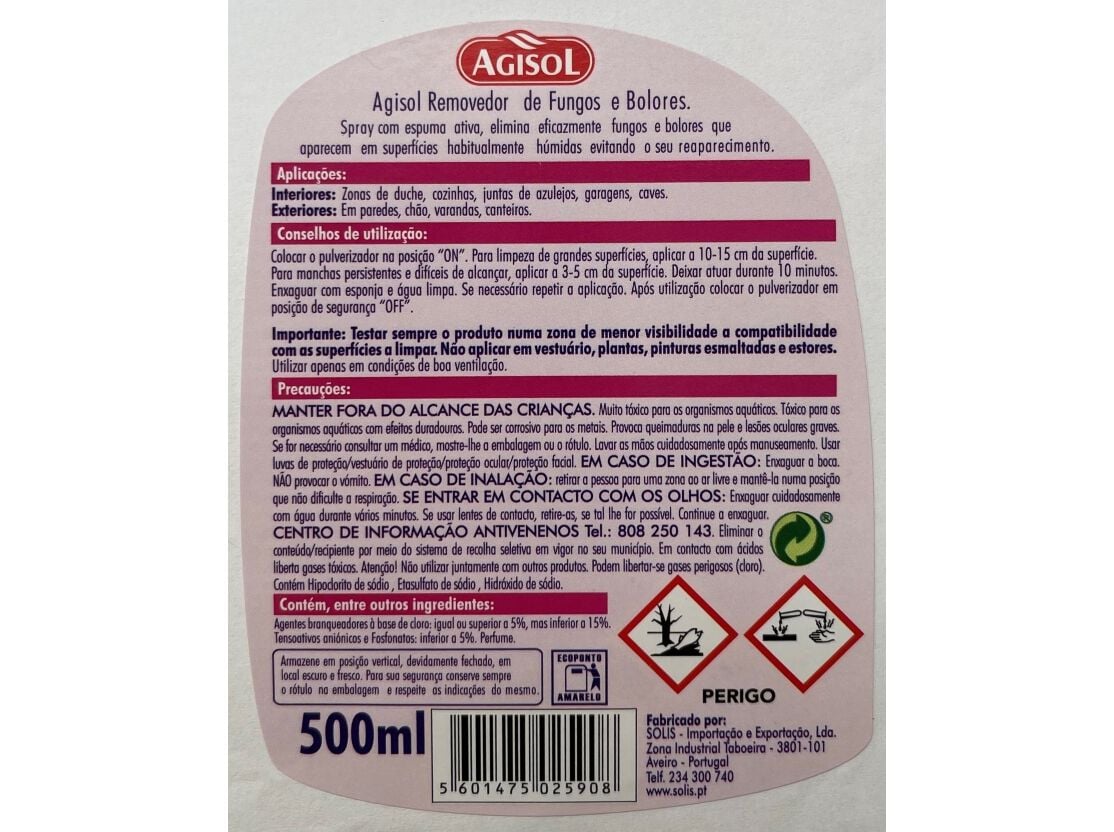 AGISOL
Agisol Removedor de Fungos e Bolores.
Spray com espuma ativa, elimina eficazmente fungos e bolores que
aparecem em superfícies habitualmente húmidas evitando o seu reaparecimento.
Aplicações:
Interiores: Zonas de duche, cozinhas, juntas de azulejos, garagens, caves.
Exteriores: Em paredes, chão, varandas, canteiros.
Conselhos de utilização:
Colocar o pulverizador na posição “ON”. Para limpeza de grandes superfícies, aplicar a 10-15 cm da superfície.
Para manchas persistentes e difíceis de alcançar, aplicar a 3-5 cm da superfície. Deixar atuar durante 10 minutos.
Enxaguar com esponja e água limpa. Se necessário repetir a aplicação. Após utilização colocar o pulverizador em
posição de segurança “OFF”.
Importante: Testar sempre o produto numa zona de menor visibilidade a compatibilidade
com as superfícies a limpar. Não aplicar em vestuário, plantas, pinturas esmaltadas e estores.
Utilizar apenas em condições de boa ventilação.
Precauções:
MANTER FORA DO ALCANCE DAS CRIANÇAS. Muito tóxico para os organismos aquáticos. Tóxico para os
organismos aquáticos com efeitos duradouros. Pode ser corrosivo para os metais. Provoca queimaduras na pele e lesões oculares graves.
Se for necessário consultar um médico, mostre-lhe a embalagem ou o rótulo. Lavar as mãos cuidadosamente após manuseamento. Usar
luvas de proteção/vestuário de proteção/proteção ocular/proteção facial. EM CASO DE INGESTÃO: Enxaguar a boca.
NÃO provocar o vómito. EM CASO DE INALAÇÃO: retirar a pessoa para uma zona ao ar livre e mantê-la numa posição
que não dificulte a respiração. SE ENTRAR EM CONTACTO COM OS OLHOS: Enxaguar cuidadosamente
com água durante vários minutos. Se usar lentes de contacto, retire-as, se tal lhe for possível. Continue a enxaguar.
CENTRO DE INFORMAÇÃO ANTIVENENOS Tel.: 808 250 143. Eliminar o
conteúdo/recipiente por meio do sistema de recolha seletiva em vigor no seu município. Em contacto com ácidos
liberta gases tóxicos. Atenção! Não utilizar juntamente com outros produtos. Podem libertar-se gases perigosos (cloro).
Contém Hipoclorito de sódio , Etasulfato de sódio , Hidróxido de sódio.
®
Contém, entre outros ingredientes:
Agentes branqueadores à base de cloro: igual ou superior a 5%, mas inferior a 15%.
Tensoativos aniónicos e Fosfonatos: inferior a 5%. Perfume.
Armazene em posição vertical, devidamente fechado, em
local escuro e fresco. Para sua segurança conserve sempre
o rótulo na embalagem e respeite as indicações do mesmo.
ECOPONTO
AMARELO
PERIGO
500ml
5 601475 025908
Fabricado por:
SOLIS - Importação e Exportação, Lda.
Zona Industrial Taboeira - 3801-101
Aveiro - Portugal
Telf. 234 300 740
www.solis.pt